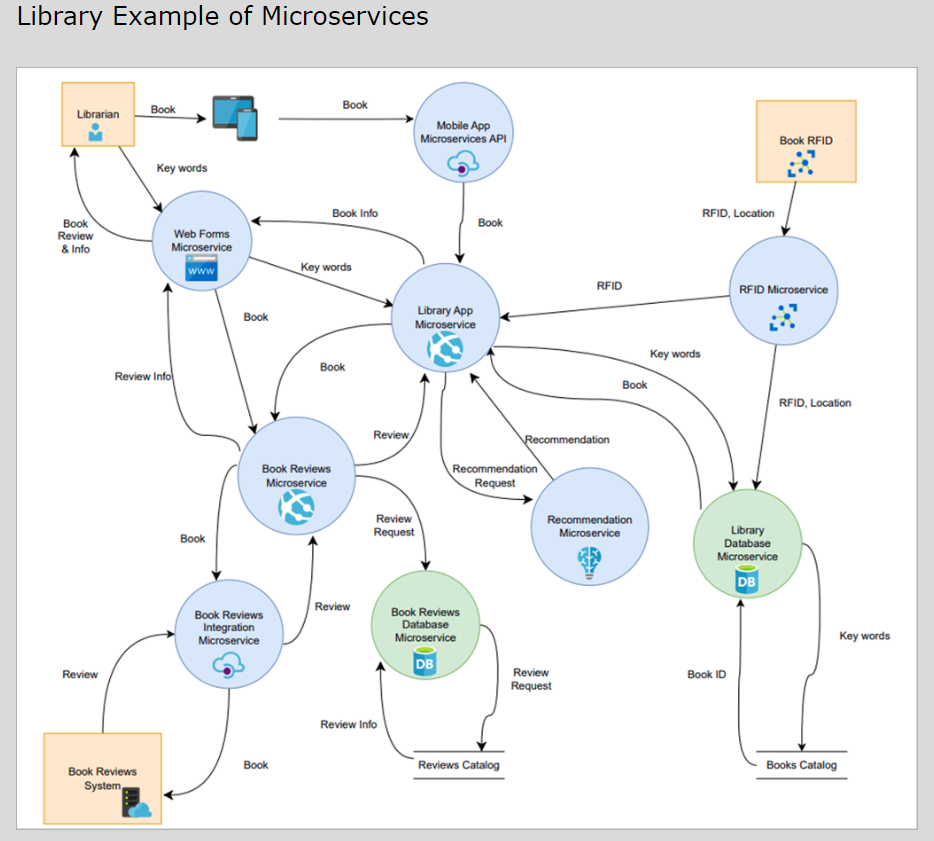 Library Example of Microservices
Librarian
Book
Book
Mobile App
Microservices API
Book RFID
Key words
RFID, Location
Book
Review
& Info
Web Forms
Microservice
WWW
Book Info
Book
Key words
RFID
RFID Microservice
Library App
Microservice
Book
Review Info
Book
Key words
Book
RFID, Location
Review
Recommendation
Book Reviews
Microservice
Recommendation
Request
Review
Request
Recommendation
Microservice
Library
Database
Microservice
DB
Book
Review
Book Reviews
Integration
Microservice
Book Reviews
Database
Microservice
DB
Key words
Review
Review
Request
Book ID
Review Info
Book Reviews
System
Book
Reviews Catalog
Books Catalog